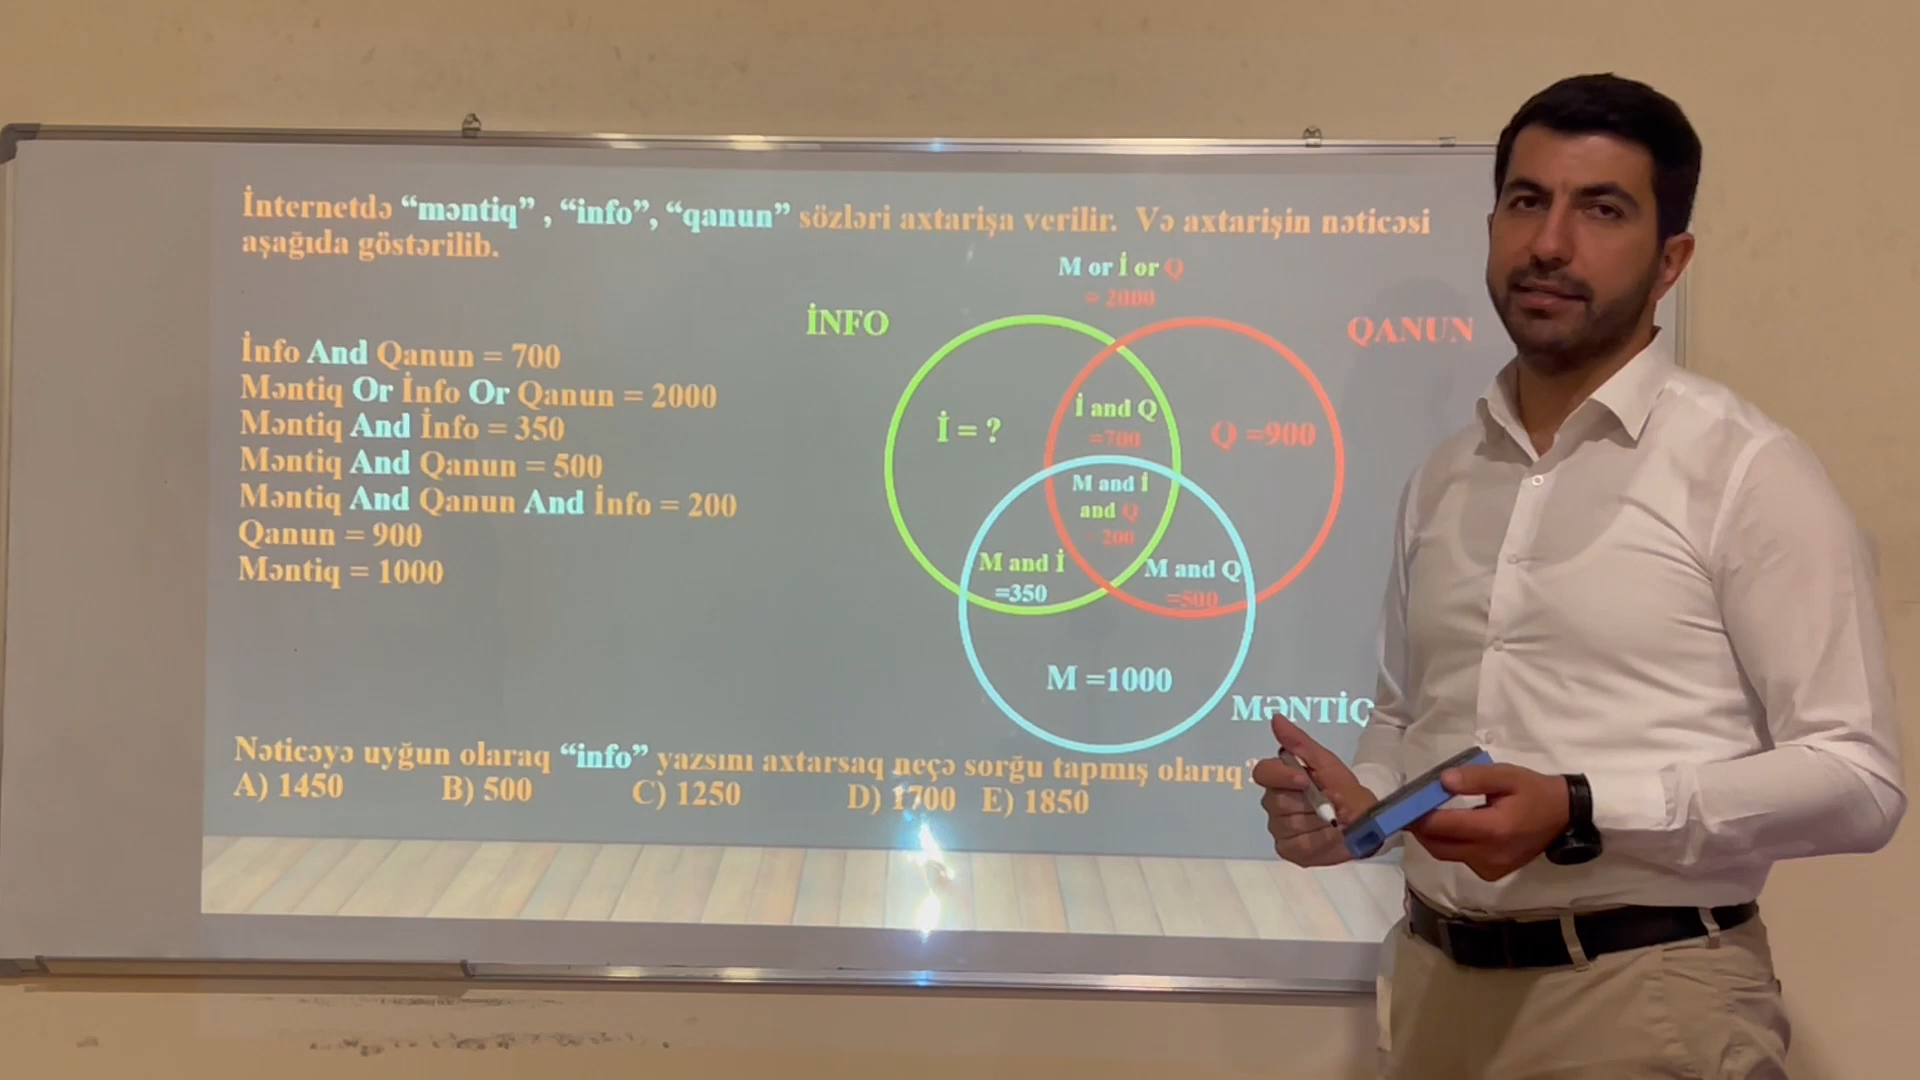 İnternetdə “məntiq” , “info”, “qanun” sözləri axtarişa verilir. Və axtarişin nəticəsi
aşağıda göstərilib.
İnfo And Qanun = 700
Məntiq Or İnfo Or Qanun = 2000
Məntiq And İnfo = 350
Məntiq And Qanun = 500
Məntiq And Qanun And İnfo = 200
Qanun = 900
Məntiq = 1000
M or İ or Q
= 2000
İNFO
QANUN
İ = ?
İ and Q
=700
Q =900
M and İ
and Q
= 200
M and İ
=350
M and Q
=500
M =1000
MƏNTİQ
Nəticəyə uyğun olaraq “info” yazsını axtarsaq neçə sorğu tapmış olarıq?
A) 1450 B) 500 C) 1250 D) 1700 E) 1850